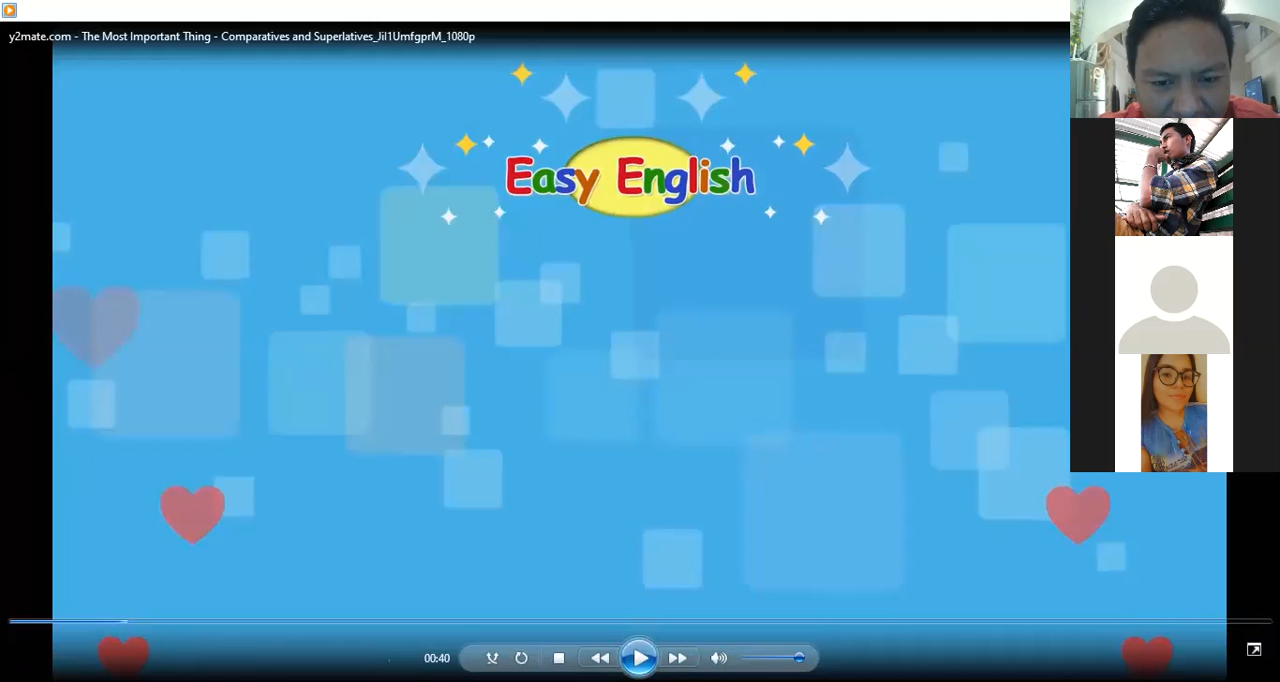 y2mate.com - The Most Important Thing - Comparatives and Superlatives_Jil1UmfgprM_1080p
Easy English
00:40